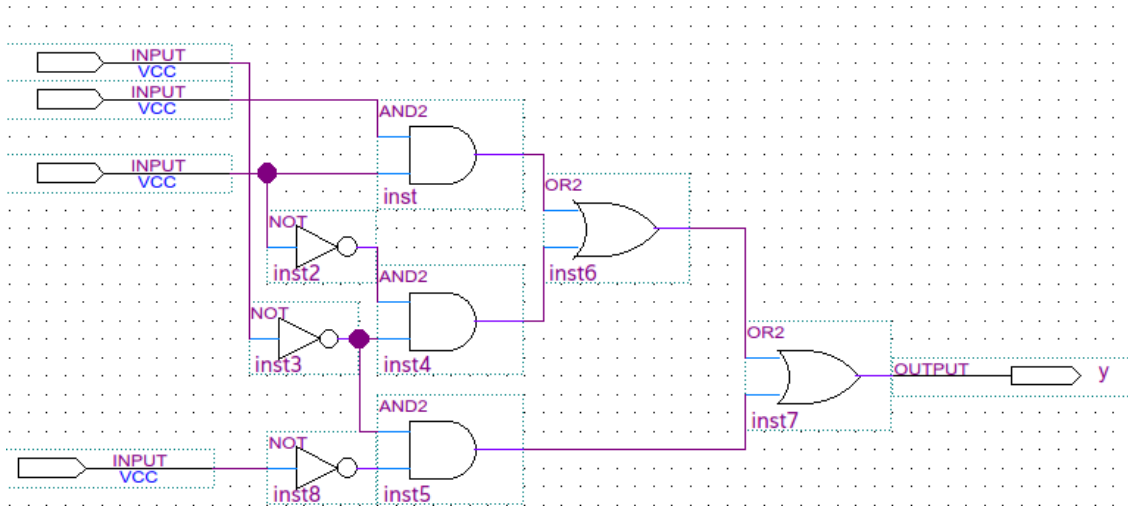 INPUT
VCC
INPUT
VCC
INPUT
VCC
AND2
inst
NOT
inst2
OR2
inst6
AND2
inst4
NOT
inst3
OR2
inst7
OUTPUT
y
AND2
inst5
NOT
inst8
INPUT
VCC